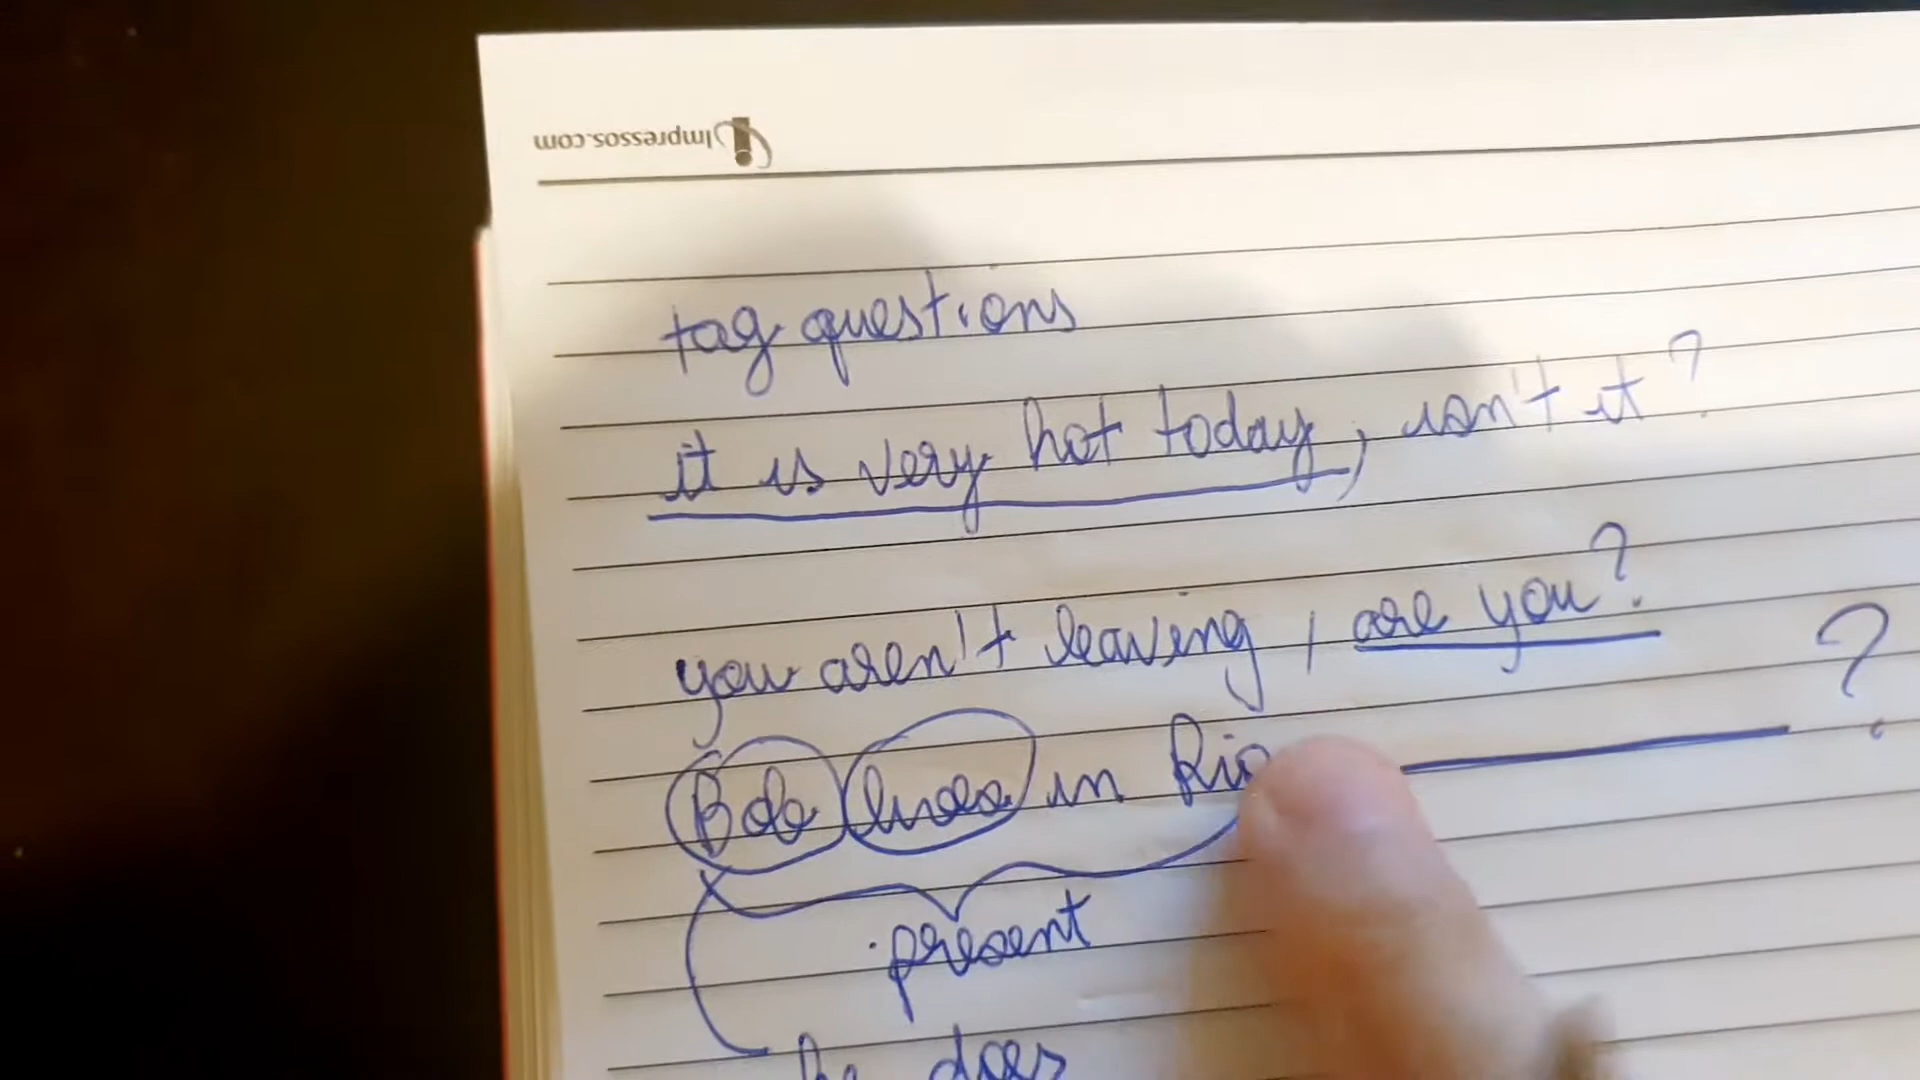 Impressos.com
tag questions
it is very hot today, isn't it?
you aren't leaving, are you?
Bob lives in Rio ?
present
he does